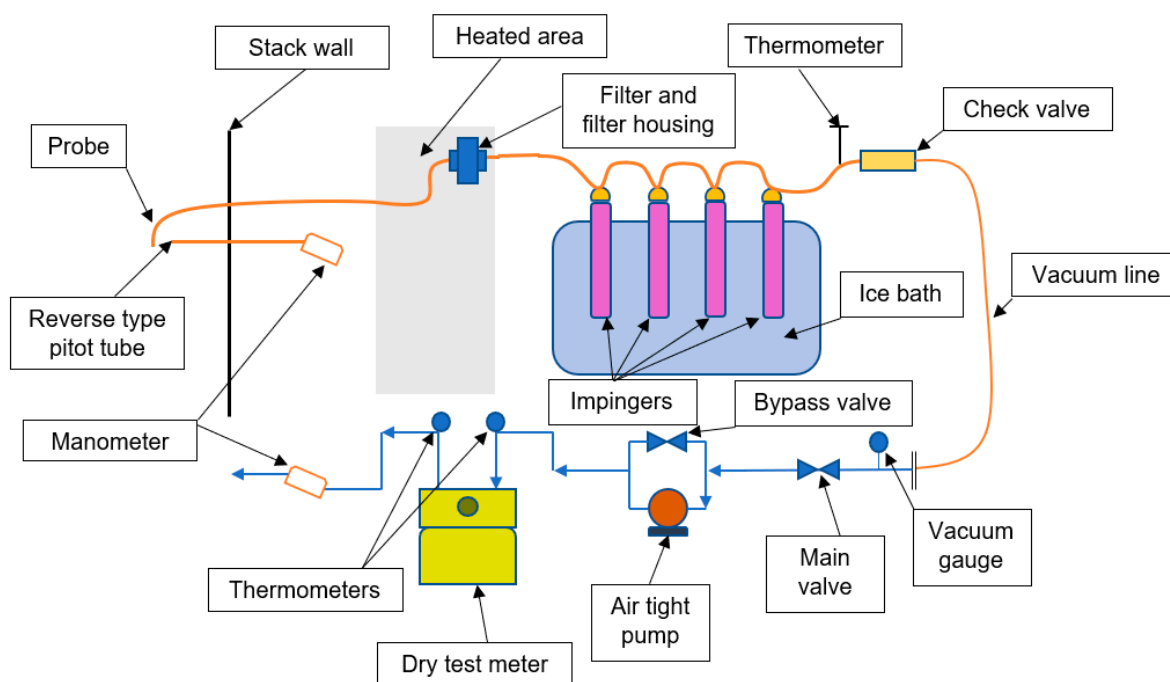 Stack wall
Heated area
Thermometer
Filter and
filter housing
Check valve
Probe
Reverse type
pitot tube
Ice bath
Vacuum line
Impingers
Bypass valve
Manometer
Thermometers
Air tight
pump
Main
valve
Vacuum
gauge
Dry test meter